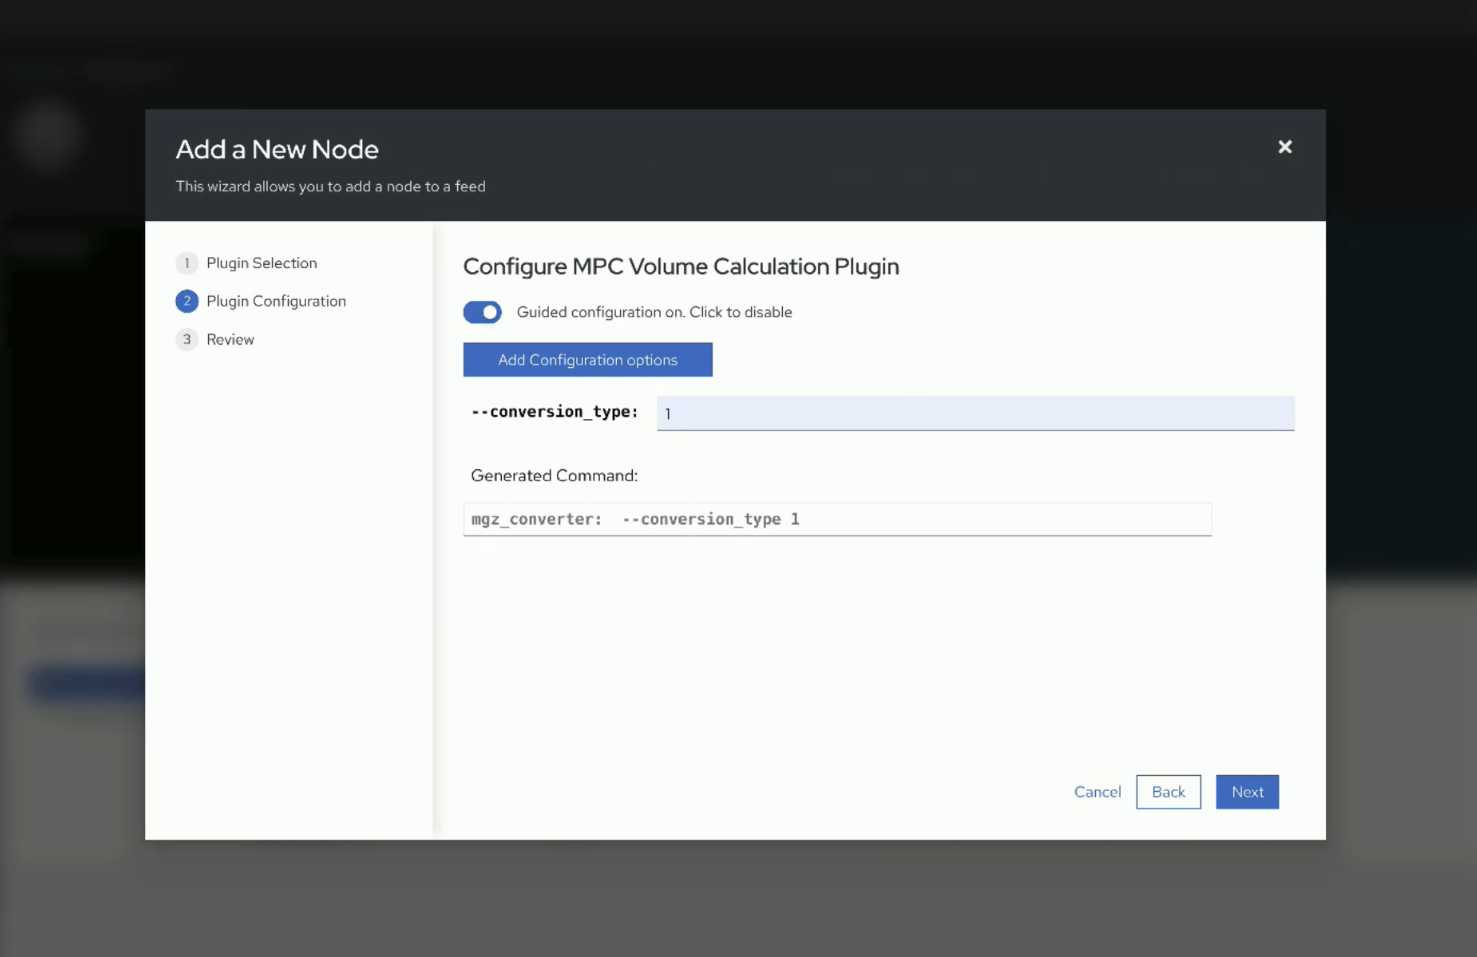 Add a New Node
This wizard allows you to add a node to a feed
1 Plugin Selection
2 Plugin Configuration
3 Review
Configure MPC Volume Calculation Plugin
Guided configuration on. Click to disable
Add Configuration options
--conversion_type: 1
Generated Command:
mgz_converter:  --conversion_type 1
Cancel Back Next